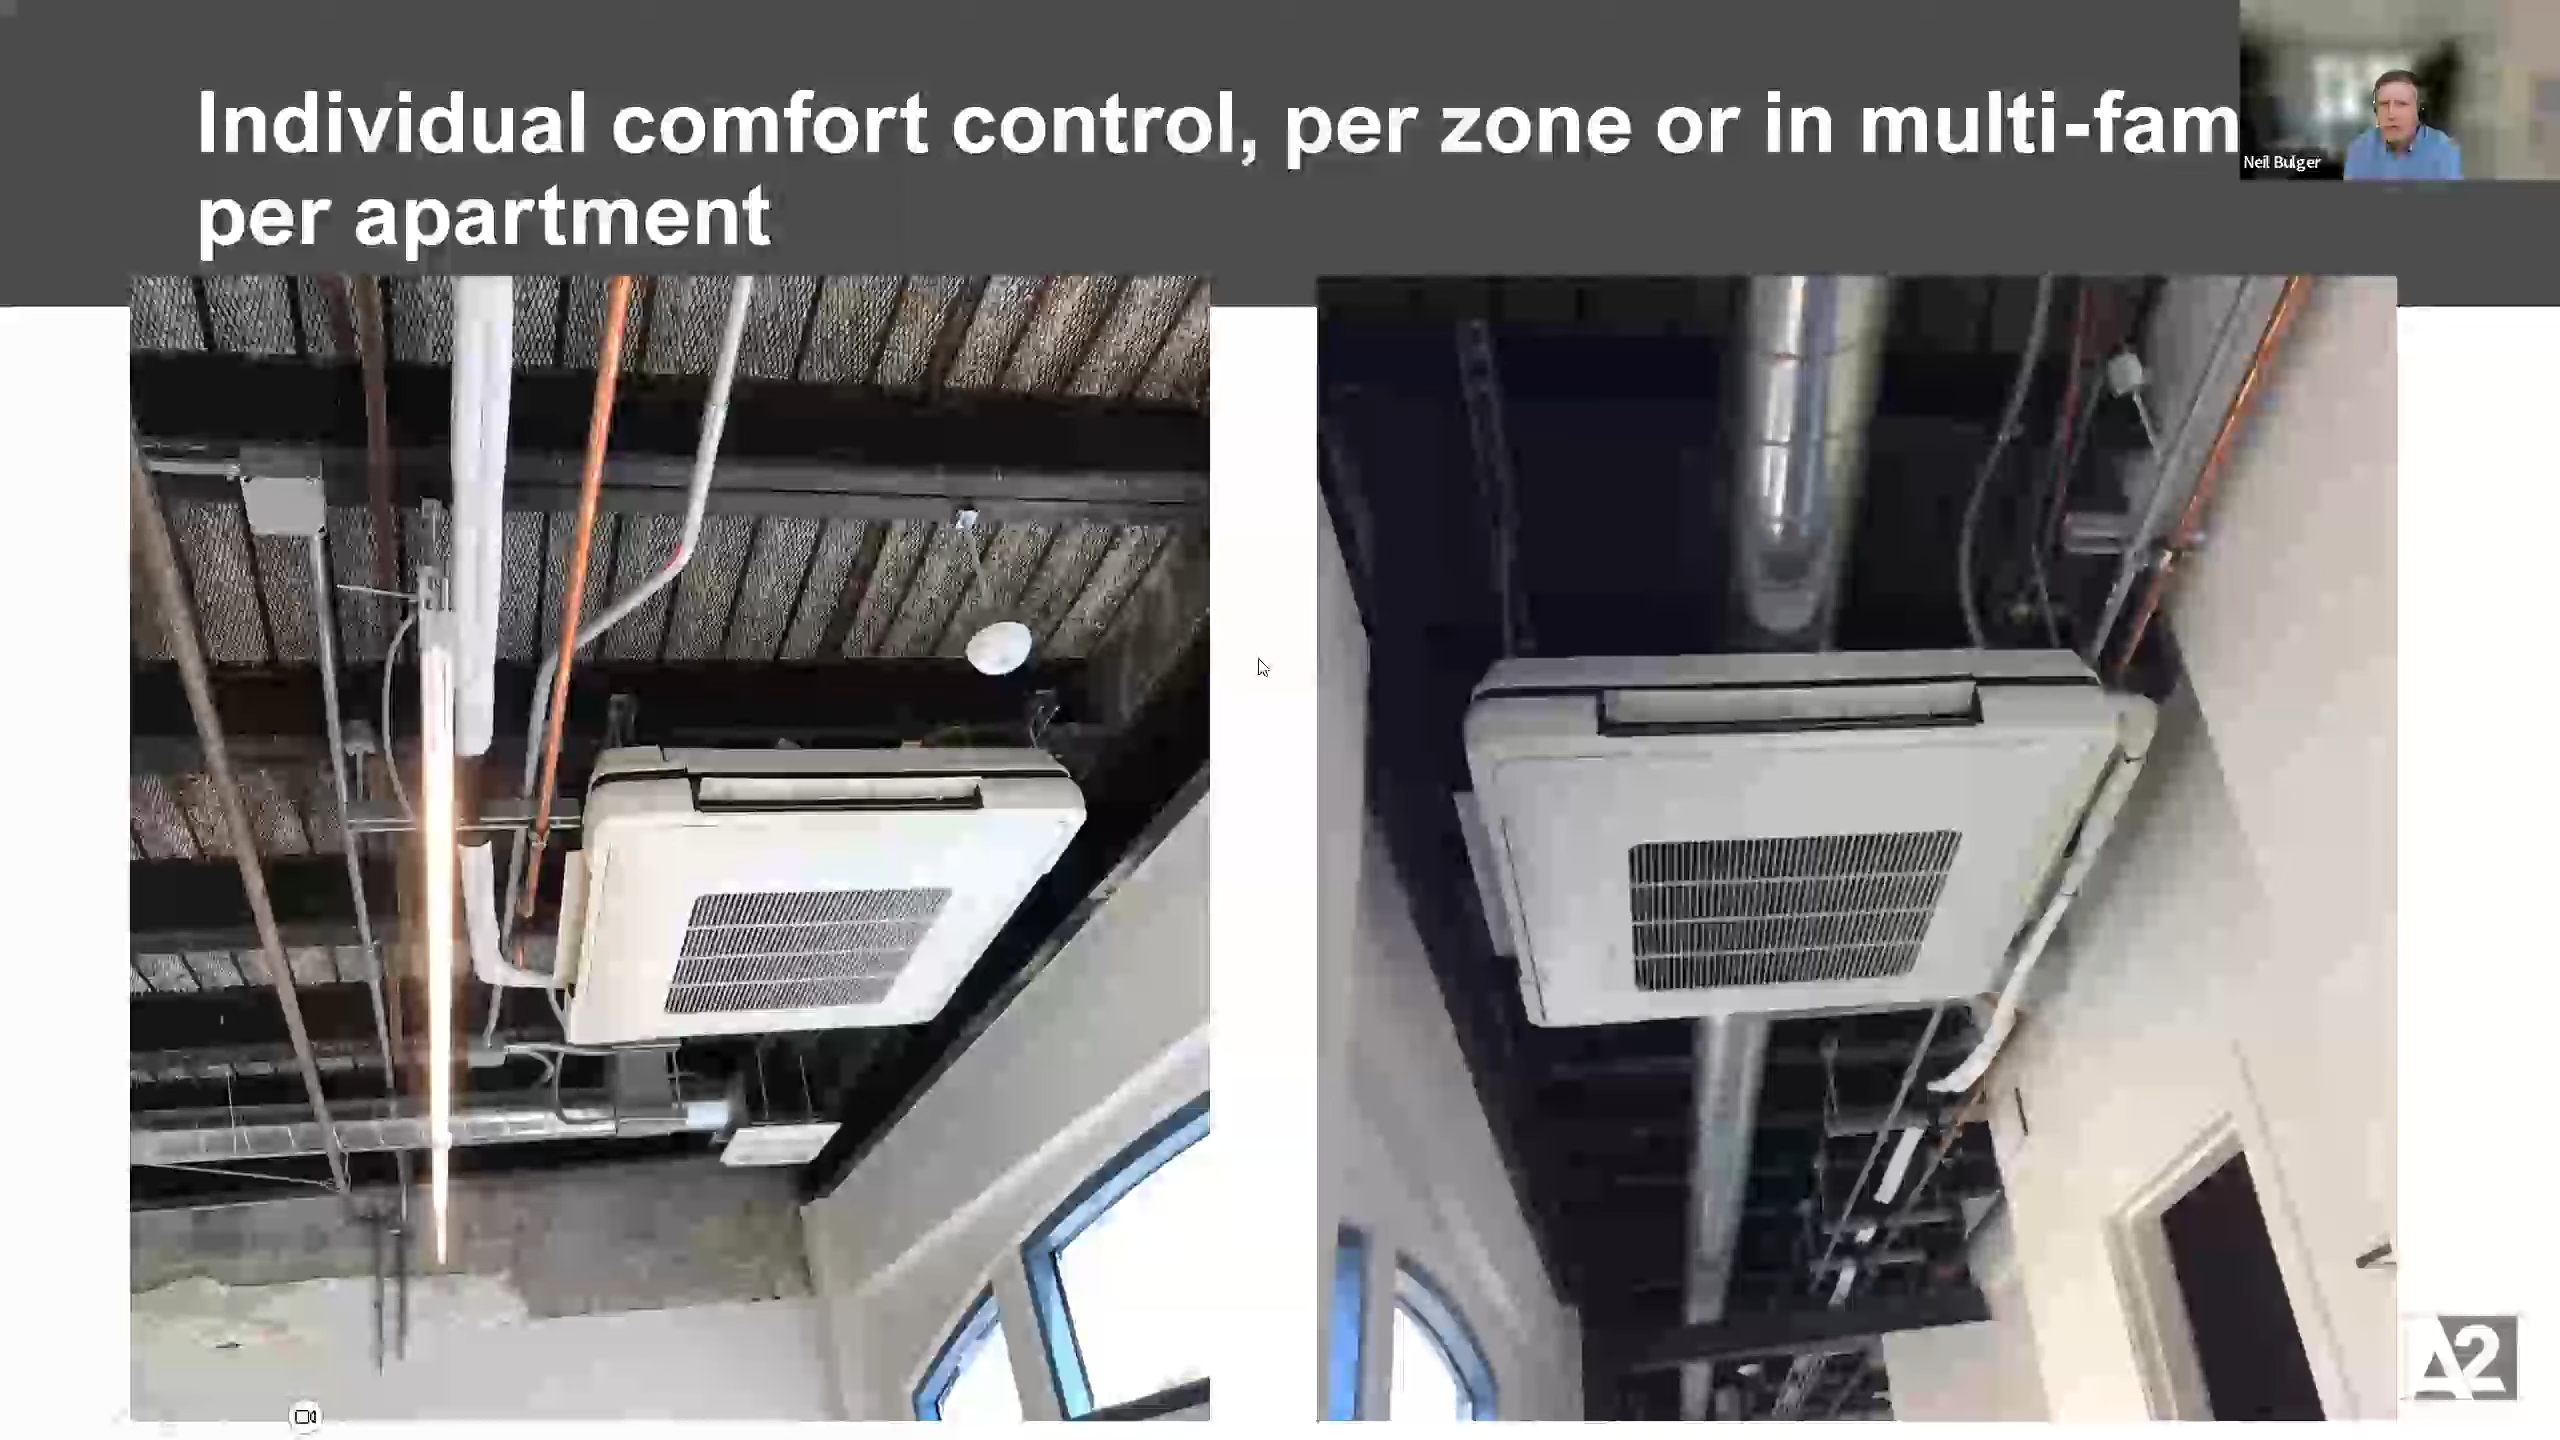 Individual comfort control, per zone or in multi-fam
per apartment
Neil Bulger
A2